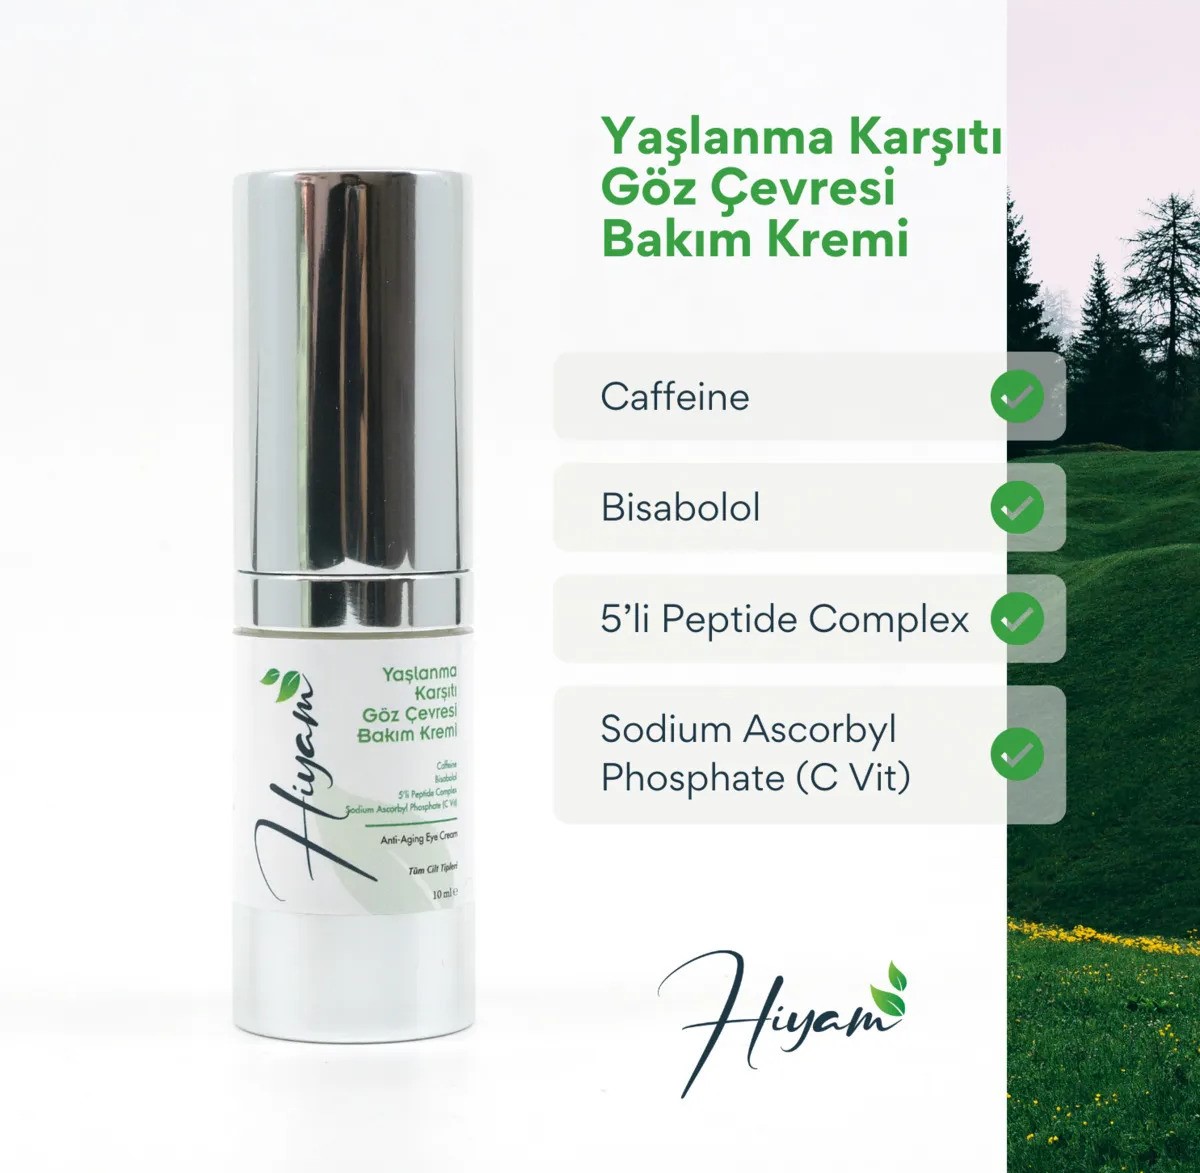 Yaşlanma Karşıtı
Göz Çevresi
Bakım Kremi
Caffeine
Bisabolol
5’li Peptide Complex
Sodium Ascorbyl
Phosphate (C Vit)
Hiyam
Yaşlanma
Karşıtı
Göz Çevresi
Bakım Kremi
Caffeine
Bisabolol
5'li Peptide Complex
Sodium Ascorbyl Phosphate (C Vit)
Anti-Aging Eye Cream
Tüm Cilt Tipleri
10 ml e
Hiyam